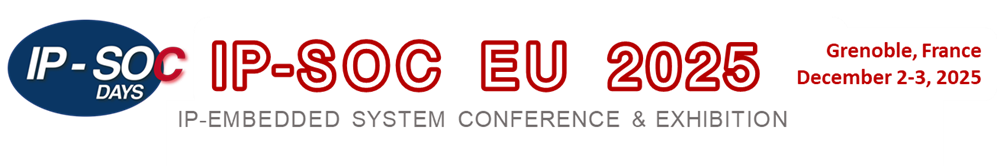 IP-SOC
DAYS
IP-SOC EU 2025
IP-EMBEDDED SYSTEM CONFERENCE & EXHIBITION
Grenoble, France
December 2-3, 2025